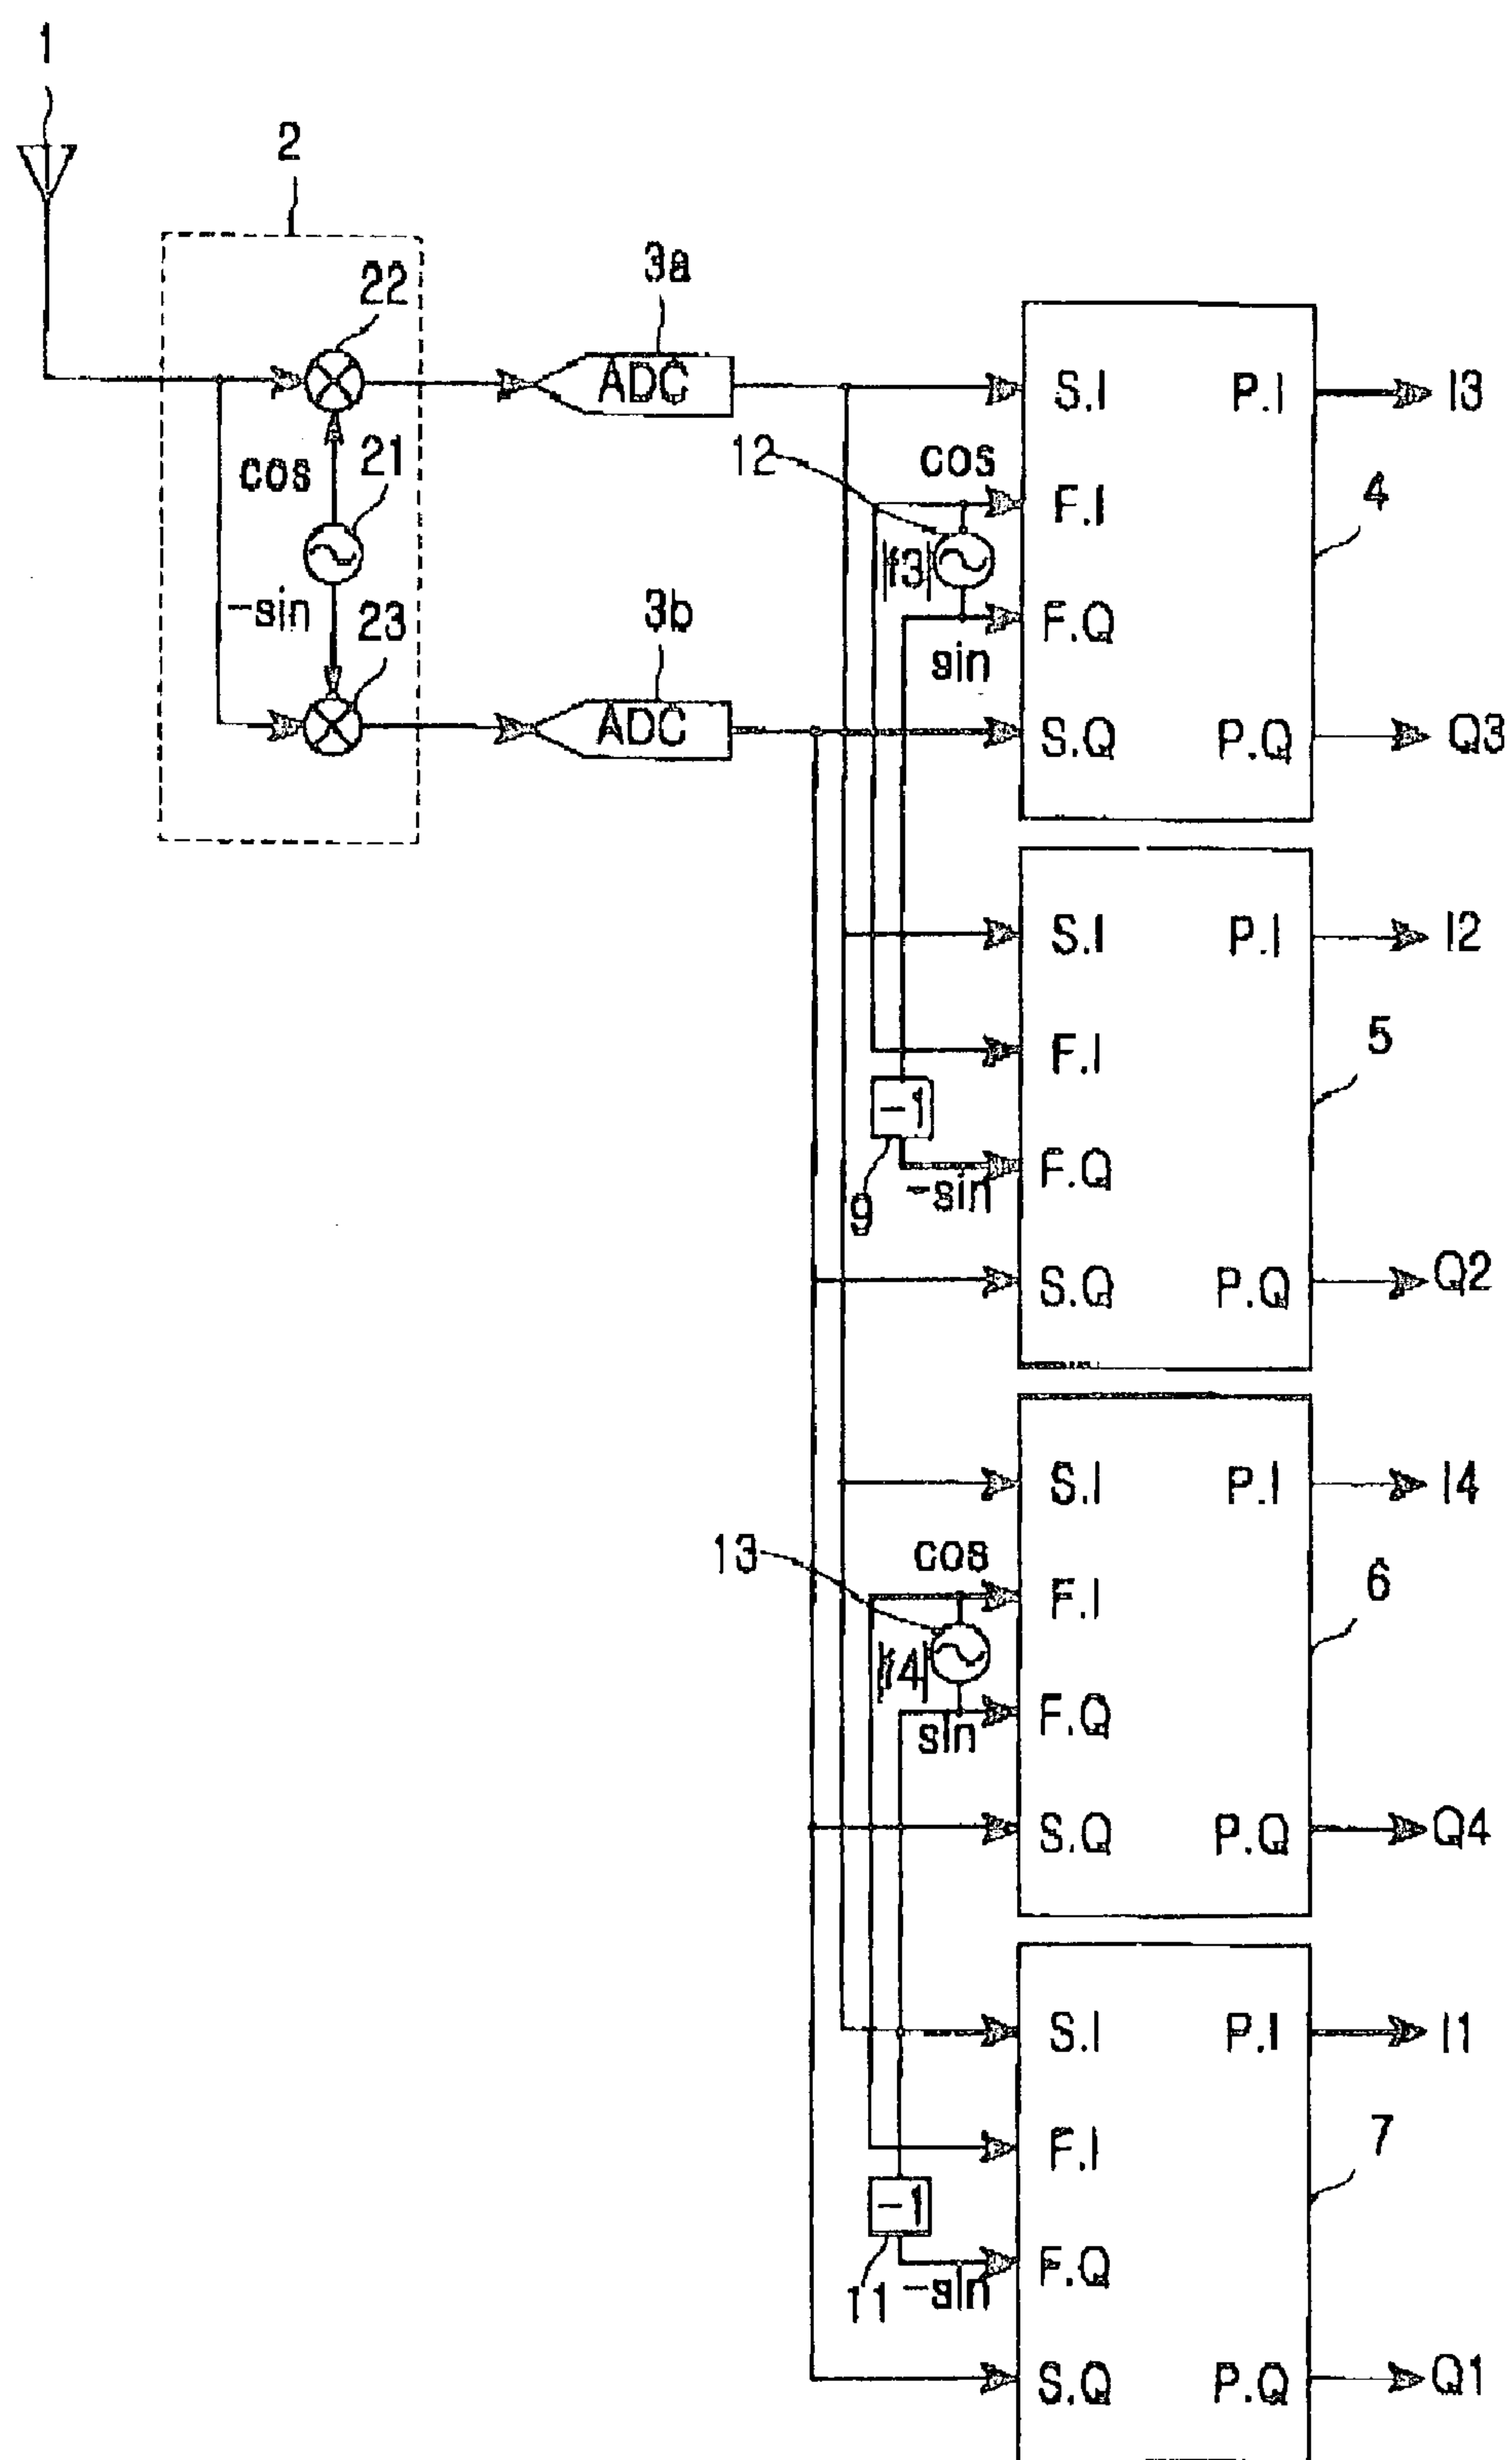 1
2
22
3a
ADC
S.I
P.I
I3
cos
21
12
cos
F.I
4
|f3|
-sin
23
3b
F.Q
sin
ADC
S.Q
P.Q
Q3
S.I
P.I
I2
F.I
5
-1
F.Q
9
-sin
S.Q
P.Q
Q2
S.I
P.I
I4
13
cos
F.I
6
|f4|
F.Q
sin
S.Q
P.Q
Q4
S.I
P.I
I1
F.I
7
-1
F.Q
11
-sin
S.Q
P.Q
Q1